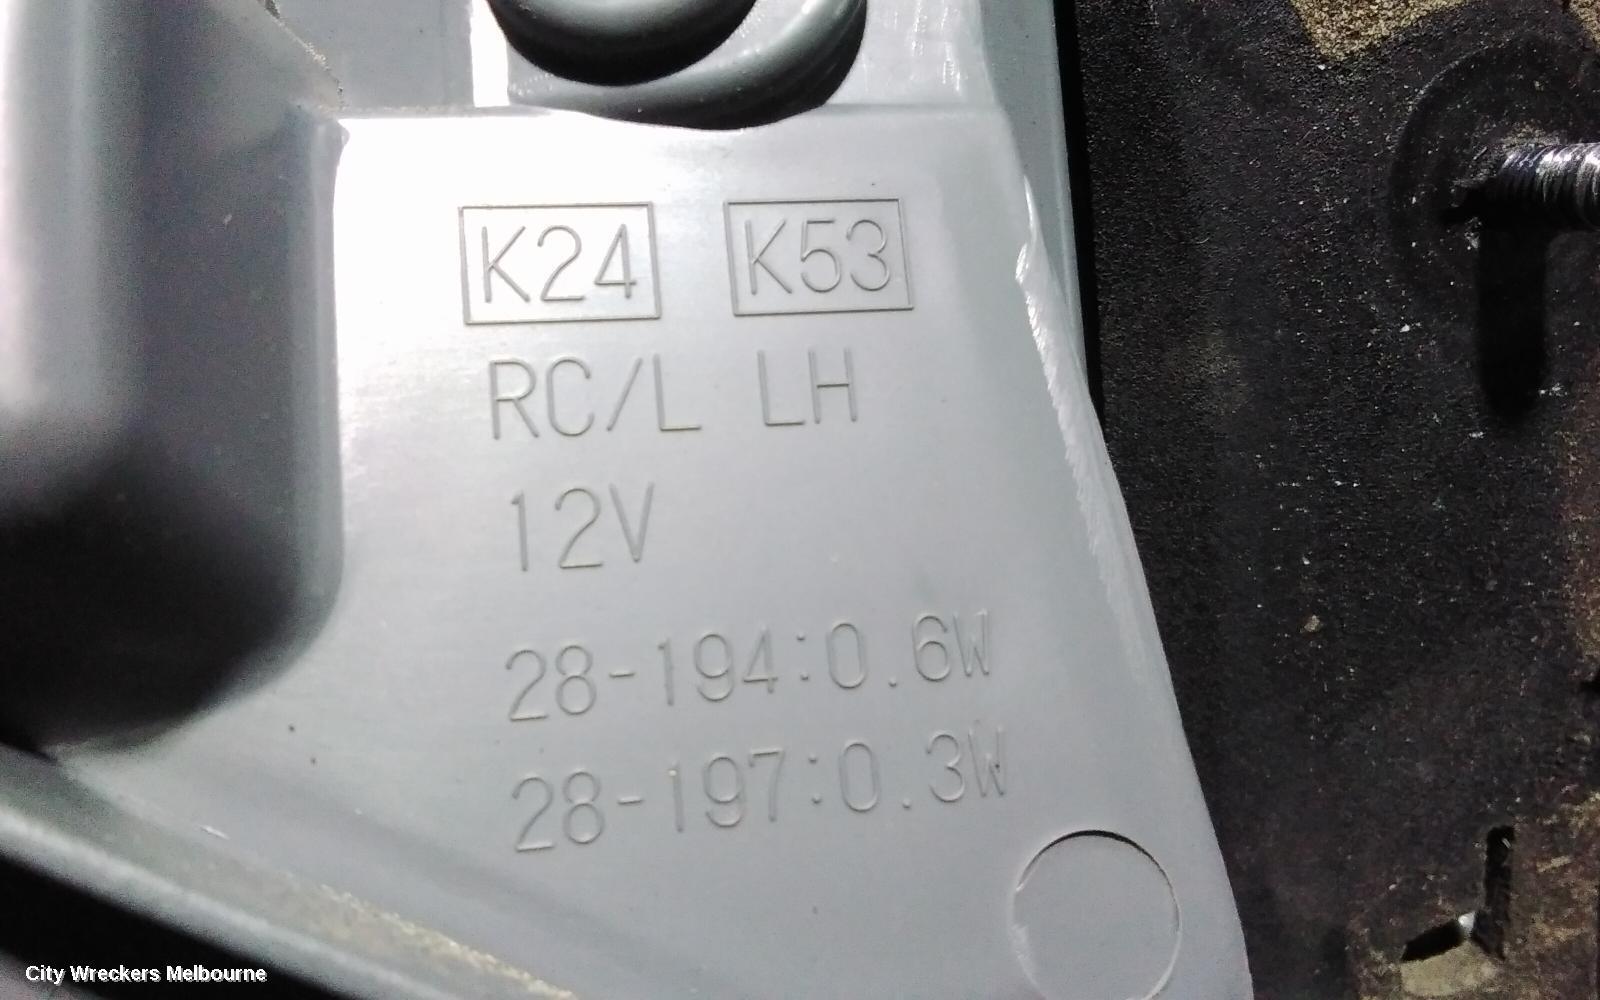 K24 K53
RC/L LH
12V
28-194:0.6W
28-197:0.3W
City Wreckers Melbourne